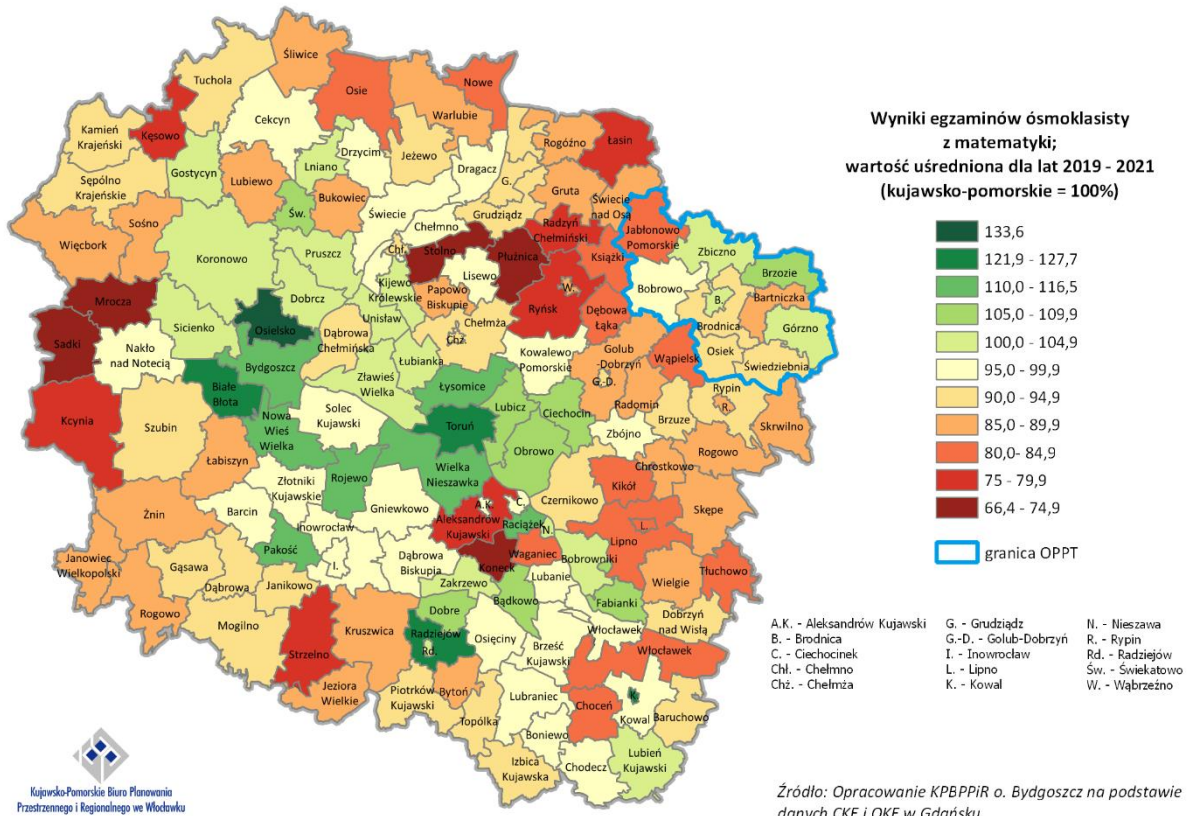 Wyniki egzaminów ósmoklasisty
z matematyki;
wartość uśredniona dla lat 2019 - 2021
(kujawsko-pomorskie = 100%)
133,6
121,9 - 127,7
110,0 - 116,5
105,0 - 109,9
100,0 - 104,9
95,0 - 99,9
90,0 - 94,9
85,0 - 89,9
80,0- 84,9
75 - 79,9
66,4 - 74,9
granica OPPT
Śliwice
Tuchola
Osie
Nowe
Kęsowo
Cekcyn
Warlubie
Kamień
Krajeński
Rogóźno
Łasin
Drzycim
Jeżewo
Gostycyn
Lniano
Dragacz
G.
Sępólno
Krajeńskie
Lubiewo
Bukowiec
Gruta
Świecie
nad Osą
Św.
Świecie
Grudziądz
Sośno
Chełmno
Radzyń
Chełmiński
Jabłonowo
Pomorskie
Więcbork
Koronowo
Pruszcz
Chł.
Stolno
Płużnica
Książki
Zbiczno
Brzozie
Lisewo
Bobrowo
Mrocza
Dobrcz
Kijewo
Królewskie
Papowo
Biskupie
W.
B.
Bartniczka
Unisław
Ryńsk
Dębowa
Łąka
Brodnica
Górzno
Sicienko
Osielsko
Dąbrowa
Chełmińska
Chełmża
Chż.
Sadki
Nakło
nad Notecią
Łubianka
Kowalewo
Pomorskie
Golub
-Dobrzyń
G.-D.
Wąpielsk
Osiek
Świedziebnia
Bydgoszcz
Zławieś
Wielka
Łysomice
Rypin
R.
Białe
Błota
Radomin
Kcynia
Solec
Kujawski
Toruń
Lubicz
Ciechocin
Brzuze
Skrwilno
Szubin
Nowa
Wieś
Wielka
Zbójno
Obrowo
Rogowo
Łabiszyn
Rojewo
Wielka
Nieszawka
Chrostkowo
Złotniki
Kujawskie
Czernikowo
Kikół
Skępe
Żnin
Barcin
Gniewkowo
A.K.
C.
Inowrocław
Aleksandrów
Kujawski
Raciążek
N.
L.
Lipno
Pakość
I.
Dąbrowa
Biskupia
Koneck
Waganiec
Bobrowniki
Tłuchowo
Janowiec
Wielkopolski
Gąsawa
Janikowo
Lubanie
Wielgie
Dąbrowa
Zakrzewo
Bądkowo
Fabianki
Rogowo
Mogilno
Dobre
Dobrzyń
nad Wisłą
Strzelno
Kruszwica
Radziejów
Rd.
Osięciny
Brześć
Kujawski
Włocławek
Włocławek
Jeziora
Wielkie
Piotrków
Kujawski
Bytoń
Lubraniec
Choceń
K.
Kowal
Baruchowo
Topólka
Boniewo
Izbica
Kujawska
Chodecz
Lubień
Kujawski
A.K. - Aleksandrów Kujawski
B. - Brodnica
C. - Ciechocinek
Chł. - Chełmno
Chż. - Chełmża
G. - Grudziądz
G.-D. - Golub-Dobrzyń
I. - Inowrocław
L. - Lipno
K. - Kowal
N. - Nieszawa
R. - Rypin
Rd. - Radziejów
Św. - Świekatowo
W. - Wąbrzeźno
Kujawsko-Pomorskie Biuro Planowania
Przestrzennego i Regionalnego we Włocławku
Źródło: Opracowanie KPBPPiR o. Bydgoszcz na podstawie
danych CKE i OKE w Gdańsku